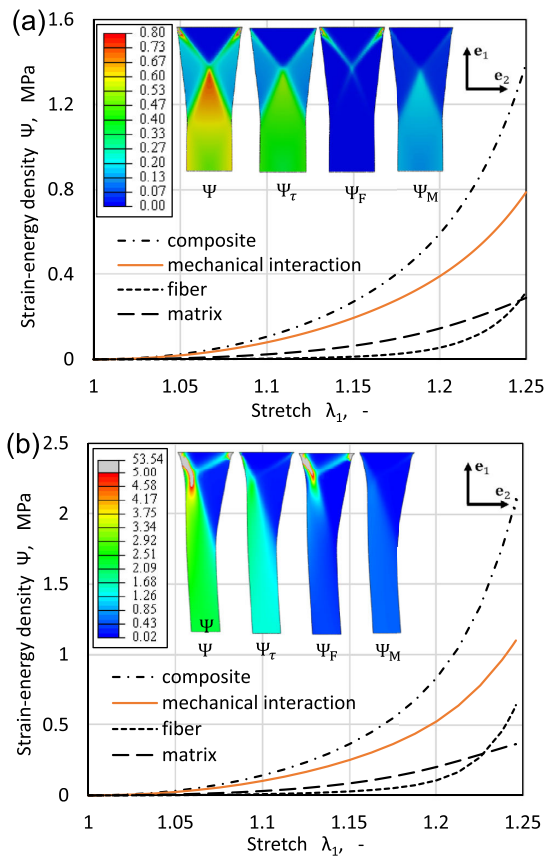 (a)
Strain-energy density Ψ, MPa
1.6
1.2
0.8
0.4
0
0.80
0.73
0.67
0.60
0.53
0.47
0.40
0.33
0.27
0.20
0.13
0.07
0.00
Ψ
Ψτ
ΨF
ΨM
e1
e2
composite
mechanical interaction
fiber
matrix
1
1.05
1.1
1.15
1.2
1.25
Stretch λ1, -
(b)
Strain-energy density Ψ, MPa
2.5
2
1.5
1
0.5
0
53.54
5.00
4.58
4.17
3.75
3.34
2.92
2.51
2.09
1.68
1.26
0.85
0.43
0.02
Ψ
Ψ
Ψτ
ΨF
ΨM
e1
e2
composite
mechanical interaction
fiber
matrix
1
1.05
1.1
1.15
1.2
1.25
Stretch λ1, -